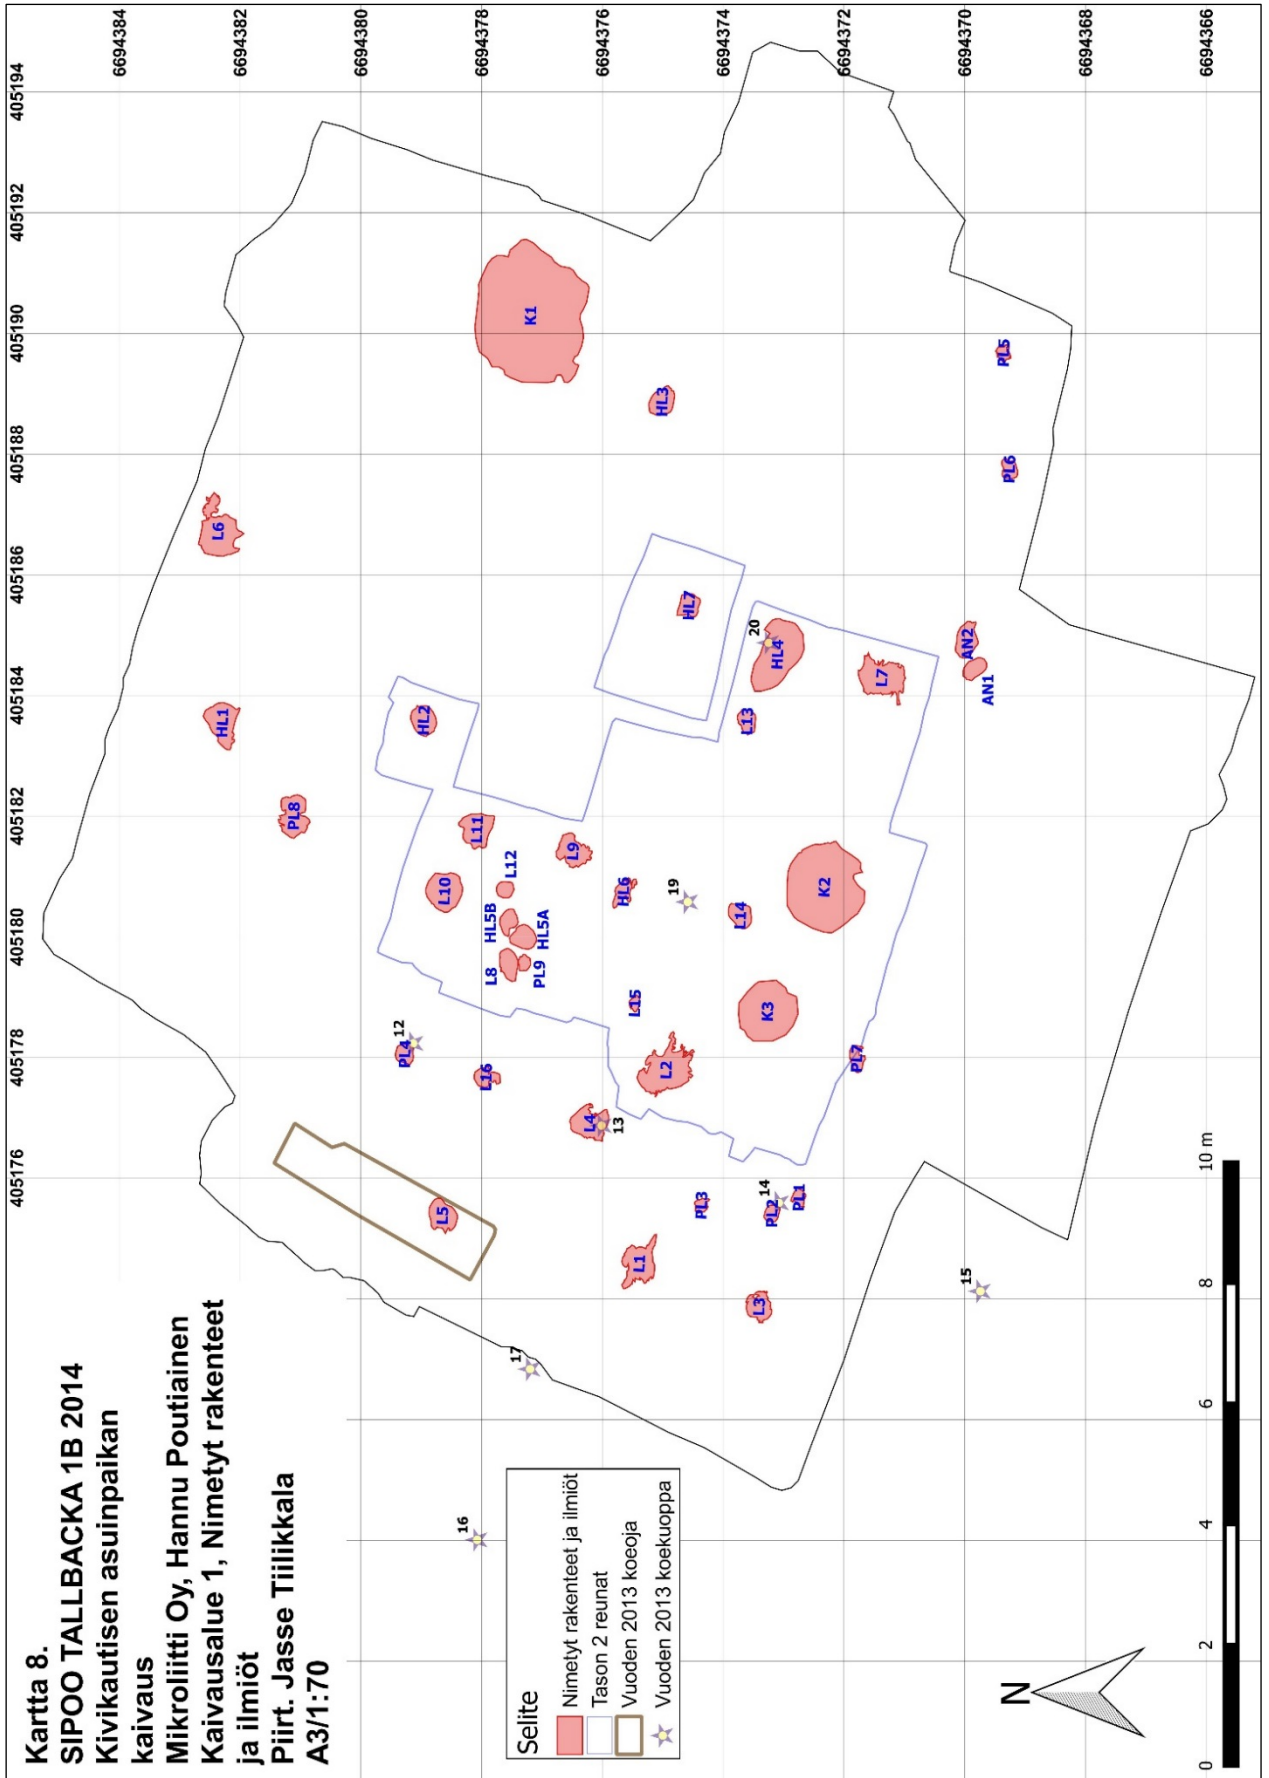 Kartta 8.
SIPOO TALLBACKA 1B 2014
Kivikautisen asuinpaikan
kaivaus
Mikroliitti Oy, Hannu Poutiainen
Kaivausalue 1, Nimetyt rakenteet
ja ilmiöt
Piirt. Jasse Tiilikkala
A3/1:70
405176
405178
405180
405182
405184
405186
405188
405190
405192
405194
6694384
6694382
6694380
6694378
6694376
6694374
6694372
6694370
6694368
6694366
HL1
L6
PL8
PL4
12
L10
HL2
L16
L11
L12
HL5B
HL5A
L8
PL9
L5
K1
17
16
L4
13
L9
HL6
L15
L2
HL3
19
HL7
PL3
L1
L14
L13
20
HL4
K3
K2
L7
PL7
14
PL2
PL1
L3
AN2
AN1
PL6
PL5
15
Selite
Nimetyt rakenteet ja ilmiöt
Tason 2 reunat
Vuoden 2013 koeoja
Vuoden 2013 koekuoppa
N
0 2 4 6 8 10 m